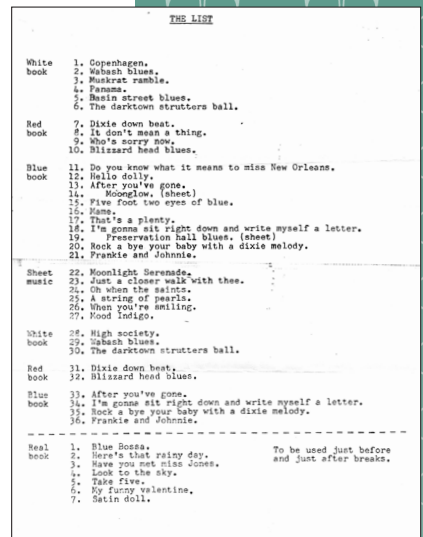 THE LIST
White 1. Copenhagen.
book 2. Wabash blues.
3. Muskrat ramble.
4. Panama.
5. Basin street blues.
6. The darktown strutters ball.
Red 7. Dixie down beat.
book 8. It don't mean a thing.
9. Who's sorry now.
10. Blizzard head blues.
Blue 11. Do you know what it means to miss New Orleans.
book 12. Hello dolly.
13. After you've gone.
14. Moonglow. (sheet)
15. Five foot two eyes of blue.
16. Mame.
17. That's a plenty.
18. I'm gonna sit right down and write myself a letter.
19. Preservation hall blues. (sheet)
20. Rock a bye your baby with a dixie melody.
21. Frankie and Johnnie.
Sheet 22. Moonlight Serenade.
music 23. Just a closer walk with thee.
24. Oh when the saints.
25. A string of pearls.
26. When you're smiling.
27. Mood Indigo.
White 28. High society.
book 29. Wabash blues.
30. The darktown strutters ball.
Red 31. Dixie down beat.
book 32. Blizzard head blues.
Blue 33. After you've gone.
book 34. I'm gonna sit right down and write myself a letter.
35. Rock a bye your baby with a dixie melody.
36. Frankie and Johnnie.
Real 1. Blue Bossa. To be used just before
book 2. Here's that rainy day. and just after breaks.
3. Have you met miss Jones.
4. Look to the sky.
5. Take five.
6. My funny valentine.
7. Satin doll.